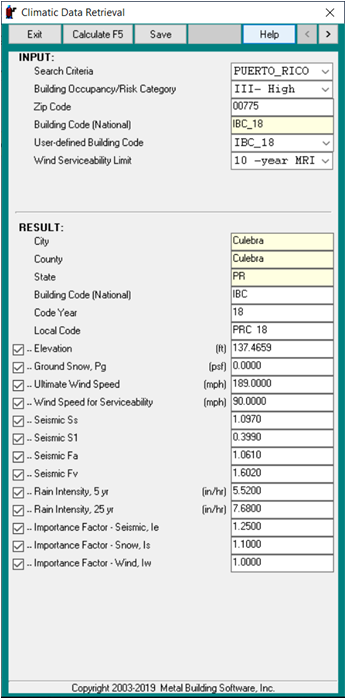 Climatic Data Retrieval
Exit Calculate F5 Save Help < >
INPUT:
Search Criteria PUERTO_RICO
Building Occupancy/Risk Category III- High
Zip Code 00775
Building Code (National) IBC_18
User-defined Building Code IBC_18
Wind Serviceability Limit 10 -year MRI
RESULT:
City Culebra
County Culebra
State PR
Building Code (National) IBC
Code Year 18
Local Code PRC 18
.. Elevation (ft) 137.4659
.. Ground Snow, Pg (psf) 0.0000
.. Ultimate Wind Speed (mph) 189.0000
.. Wind Speed for Serviceability (mph) 90.0000
.. Seismic Ss 1.0970
.. Seismic S1 0.3990
.. Seismic Fa 1.0610
.. Seismic Fv 1.6020
.. Rain Intensity, 5 yr (in/hr) 5.5200
.. Rain Intensity, 25 yr (in/hr) 7.6800
.. Importance Factor - Seismic, Ie 1.2500
.. Importance Factor - Snow, Is 1.1000
.. Importance Factor - Wind, Iw 1.0000
Copyright 2003-2019 Metal Building Software, Inc.